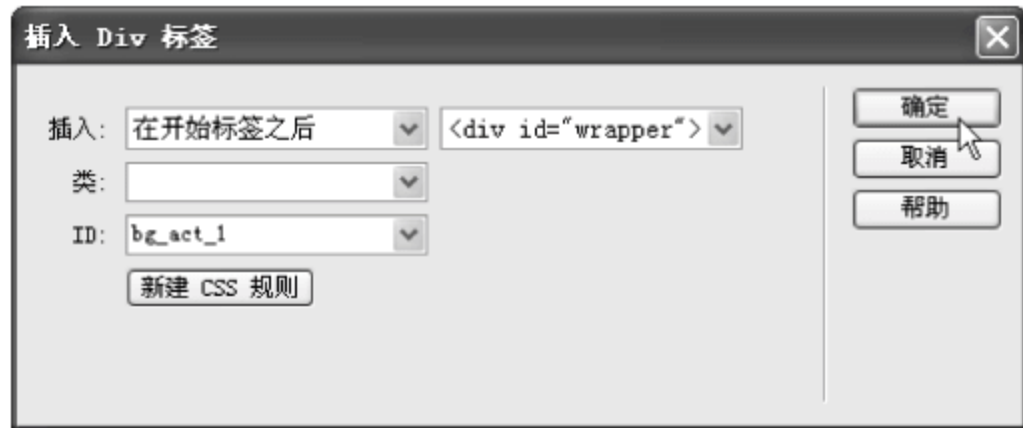 插入 Div 标签
插入: 在开始标签之后 <div id="wrapper">
类:
ID: bg_act_1
新建 CSS 规则
确定
取消
帮助